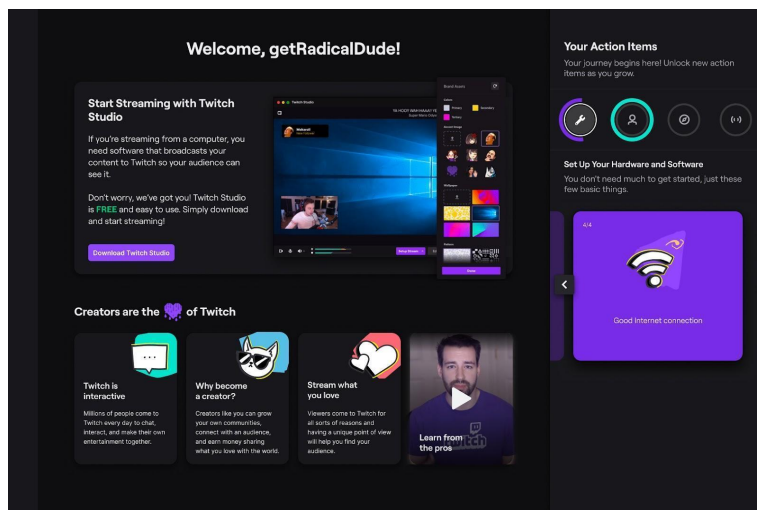 Welcome, getRadicalDude!
Start Streaming with Twitch
Studio
If you're streaming from a computer, you
need software that broadcasts your
content to Twitch so your audience can
see it.
Don't worry, we've got you! Twitch Studio
is FREE and easy to use. Simply download
and start streaming!
Download Twitch Studio
Twitch Studio
Brand Assets
Creators are the
of Twitch
Twitch is
interactive
Millions of people come to
Twitch every day to chat,
interact, and make their own
entertainment together.
Why become
a creator?
Creators like you can grow
your own communities,
connect with an audience,
and earn money sharing
what you love with the world.
Stream what
you love
Viewers come to Twitch for
all sorts of reasons and
having a unique point of view
will help you find your
audience.
Learn from
the pros
twitch
Your Action Items
Your journey begins here! Unlock new action
items as you grow.
Set Up Your Hardware and Software
You don't need much to get started, just these
few basic things.
4/4
Good Internet connection